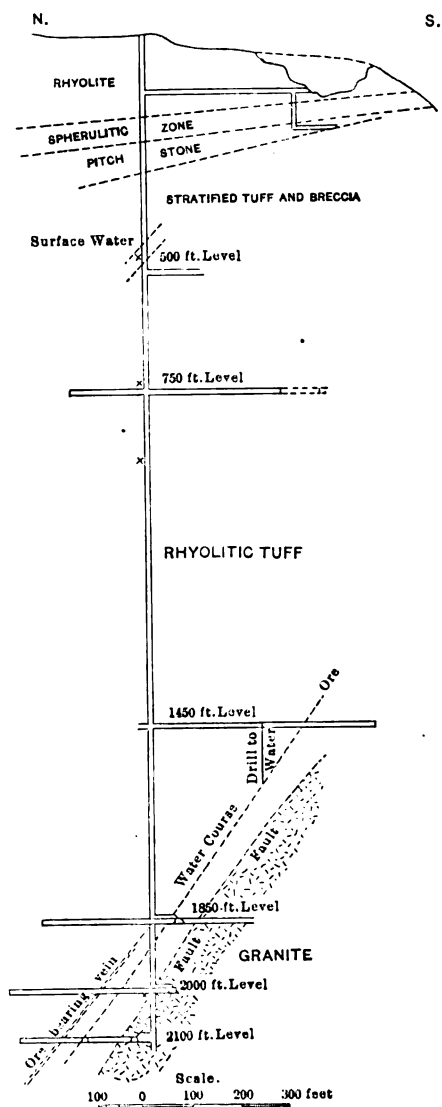 N. S.
RHYOLITE
SPHERULITIC ZONE
PITCH STONE
STRATIFIED TUFF AND BRECCIA
Surface Water
500 ft. Level
750 ft. Level
RHYOLITIC TUFF
Ore
1450 ft. Level
Drill to
Water
Water Course
Fault
1850 ft. Level
GRANITE
Fault
Ore bearing vein
2000 ft. Level
2100 ft. Level
Scale.
100 0 100 200 300 feet